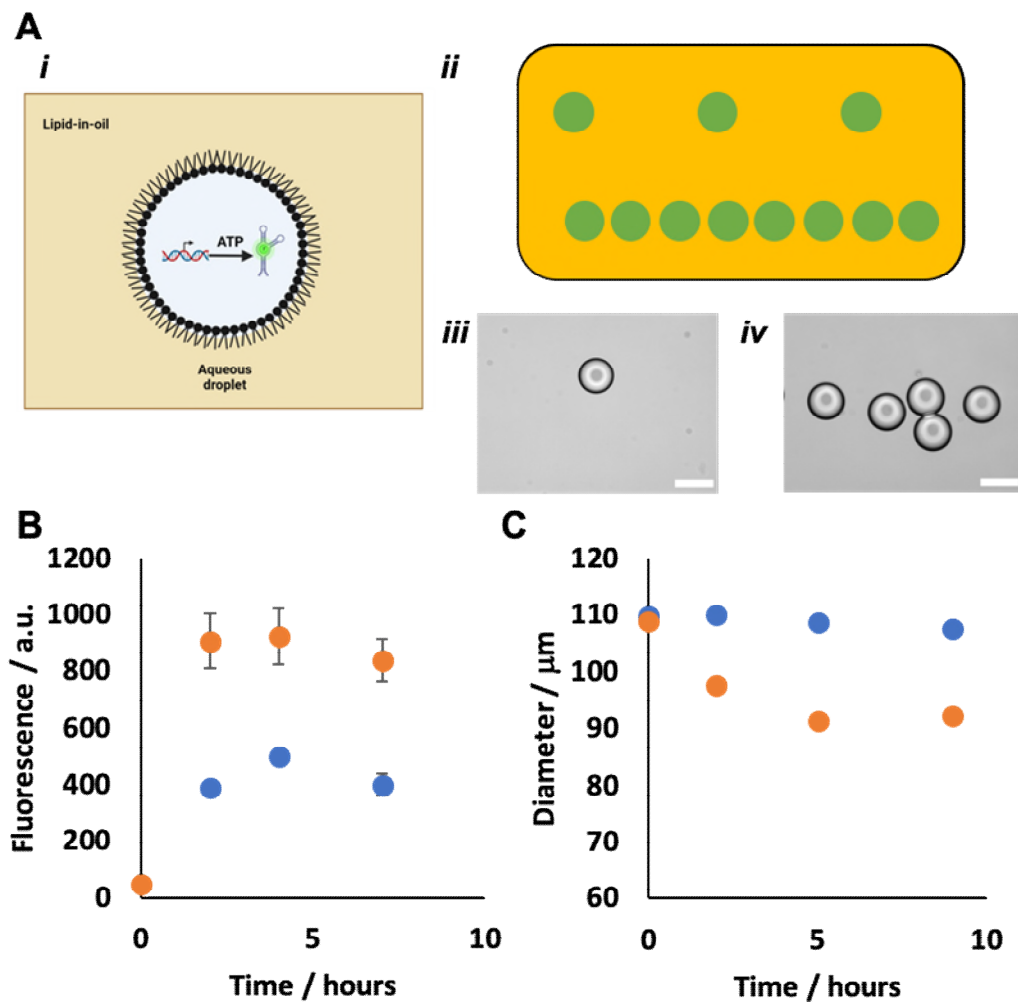 A
i
ii
Lipid-in-oil
ATP
Aqueous
droplet
iii
iv
B
1200
1000
800
600
400
200
0
0
5
10
Fluorescence / a.u.
Time / hours
C
120
110
100
90
80
70
60
0
5
10
Diameter / μm
Time / hours